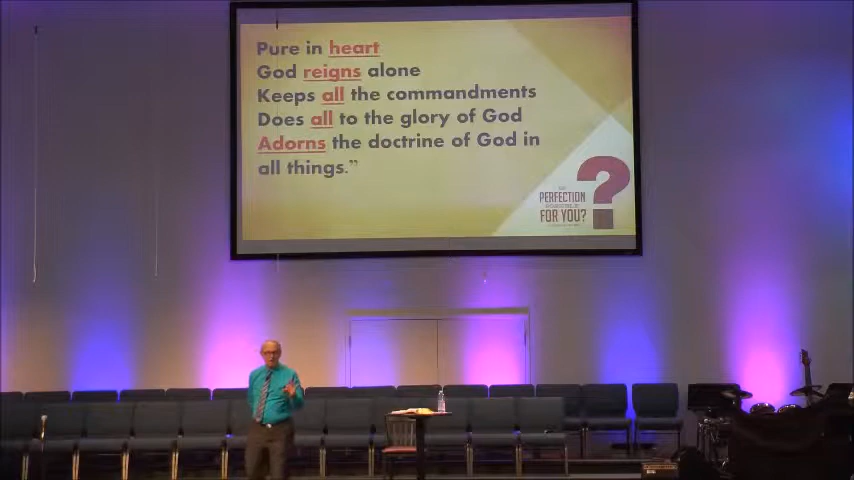 Pure in heart
God reigns alone
Keeps all the commandments
Does all to the glory of God
Adorns the doctrine of God in
all things.”
PERFECTION
FOR YOU?
?